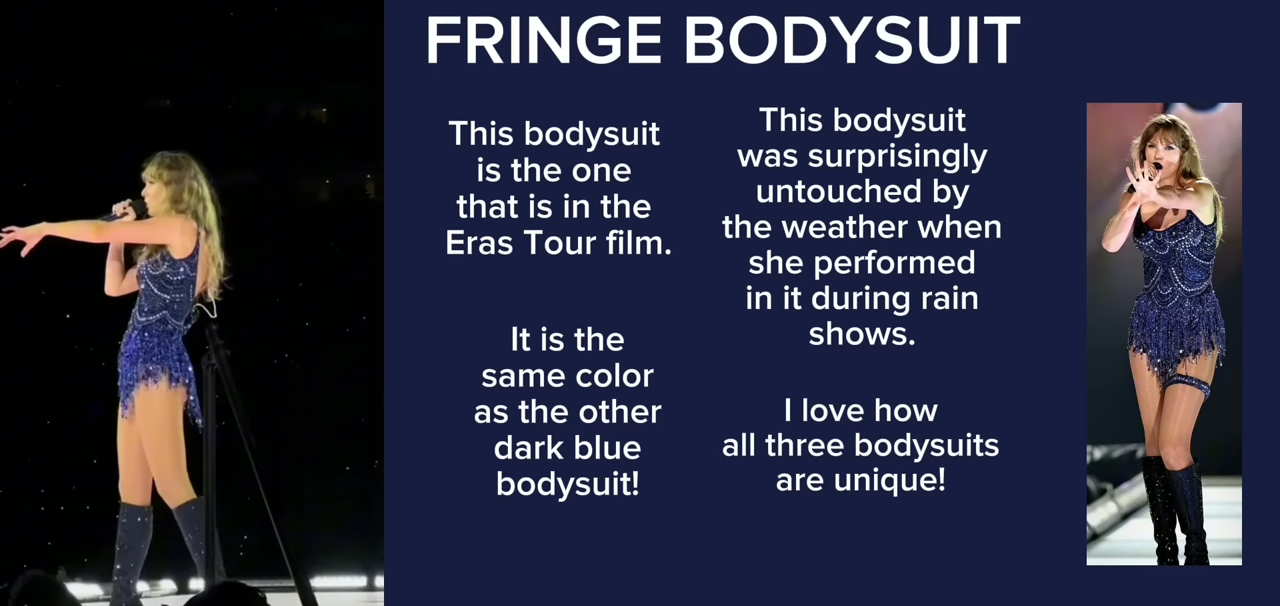 FRINGE BODYSUIT
This bodysuit
is the one
that is in the
Eras Tour film.
It is the
same color
as the other
dark blue
bodysuit!
This bodysuit
was surprisingly
untouched by
the weather when
she performed
in it during rain
shows.
I love how
all three bodysuits
are unique!